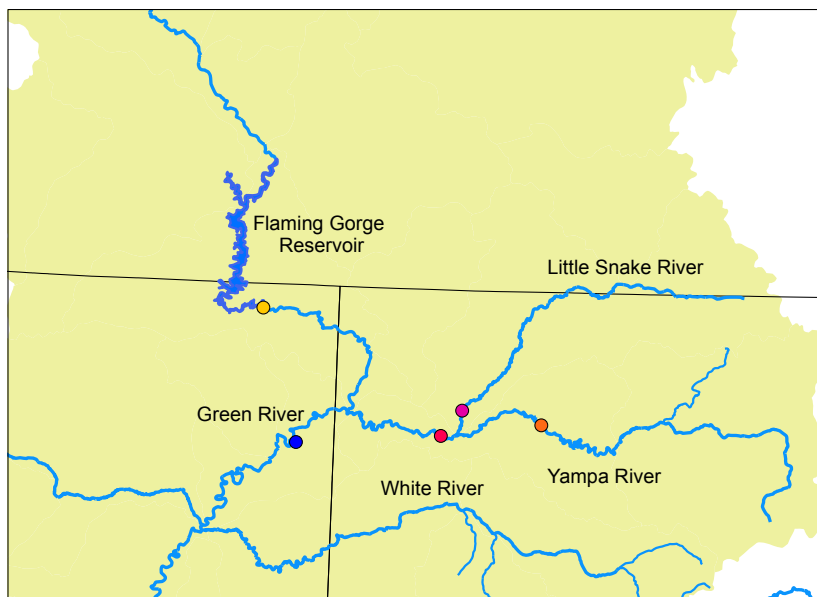 Flaming Gorge
Reservoir
Little Snake River
Green River
White River
Yampa River